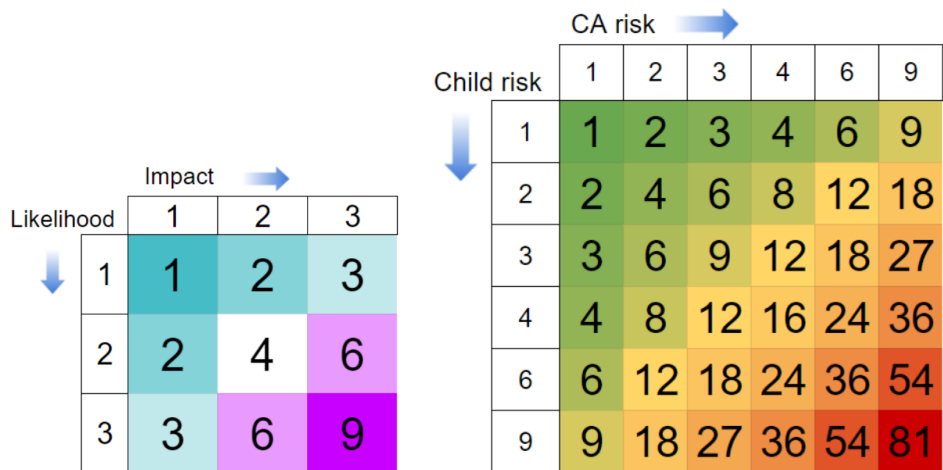 Impact
Likelihood 1 2 3
1 1 2 3
2 2 4 6
3 3 6 9
CA risk
Child risk 1 2 3 4 6 9
1 1 2 3 4 6 9
2 2 4 6 8 12 18
3 3 6 9 12 18 27
4 4 8 12 16 24 36
6 6 12 18 24 36 54
9 9 18 27 36 54 81